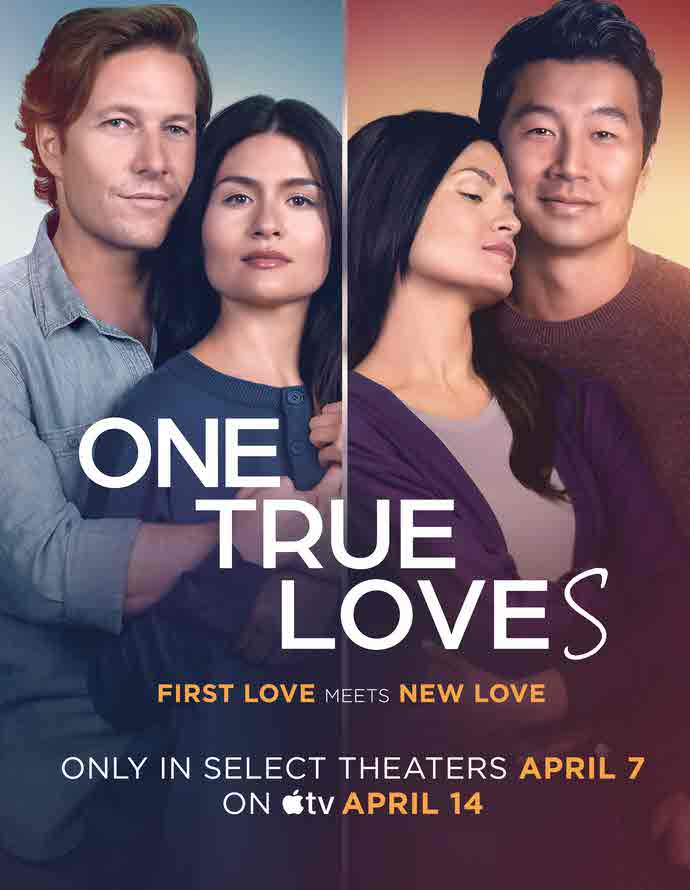 ONE
TRUE
LOVES
FIRST LOVE MEETS NEW LOVE
ONLY IN SELECT THEATERS APRIL 7
ON tv APRIL 14